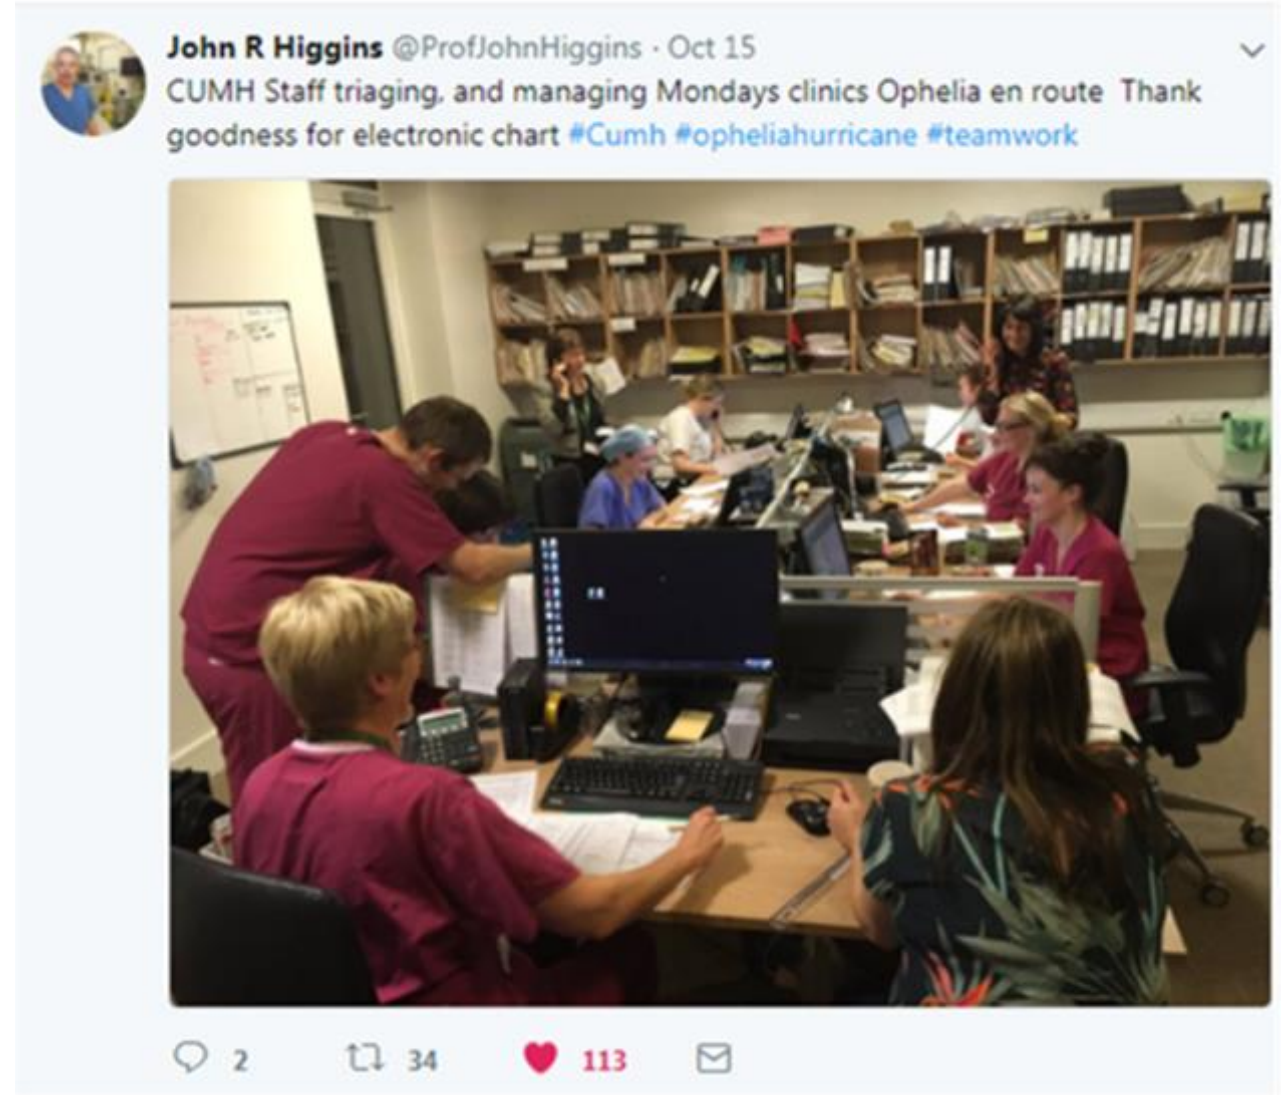 John R Higgins @ProfJohnHiggins · Oct 15
CUMH Staff triaging, and managing Mondays clinics Ophelia en route  Thank
goodness for electronic chart #Cumh #opheliahurricane #teamwork
2 34 113